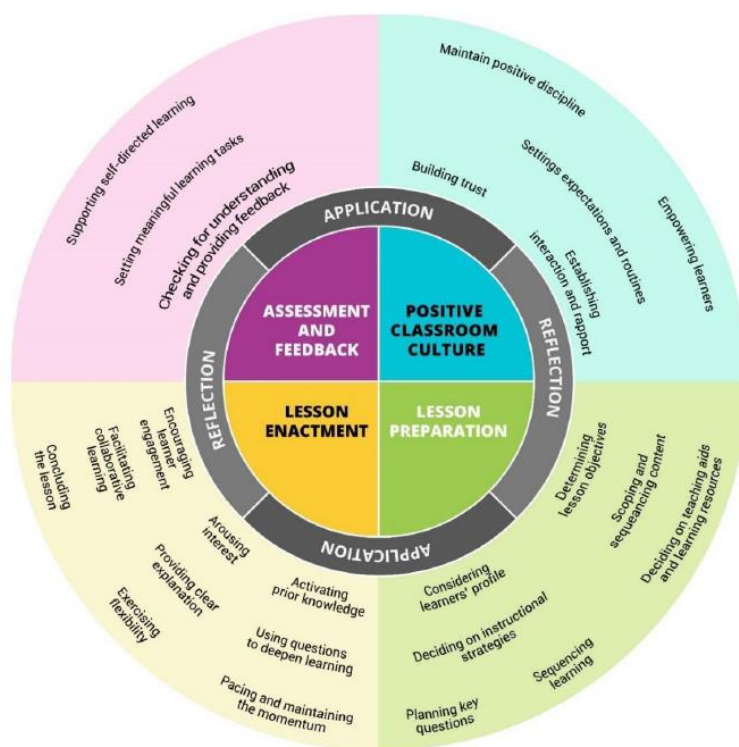 Supporting self-directed learning
Setting meaningful learning tasks
Checking for understanding
and providing feedback
Maintain positive discipline
Building trust
Settings expectations and routines
Empowering learners
Establishing
interaction and rapport
APPLICATION
REFLECTION
REFLECTION
APPLICATION
ASSESSMENT
AND
FEEDBACK
POSITIVE
CLASSROOM
CULTURE
LESSON
ENACTMENT
LESSON
PREPARATION
Concluding
the lesson
Facilitating
collaborative
learning
Encouraging
learner
engagement
Arousing
interest
Providing clear
explanation
Exercising
flexibility
Activating
prior knowledge
Using questions
to deepen learning
Pacing and maintaining
the momentum
Determining
lesson objectives
Scoping and
sequeancing content
Deciding on teaching aids
and learning resources
Considering
learners' profile
Deciding on instructional
strategies
Sequencing
learning
Planning key
questions